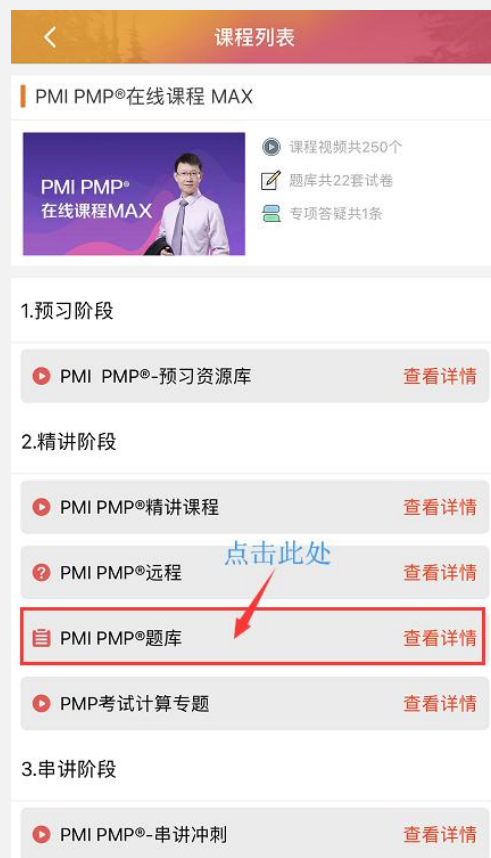 课程列表
PMI PMP®在线课程 MAX
PMI PMP®
在线课程MAX
课程视频共250个
题库共22套试卷
专项答疑共1条
1.预习阶段
PMI PMP®-预习资源库 查看详情
2.精讲阶段
PMI PMP®精讲课程 查看详情
点击此处
PMI PMP®远程 查看详情
PMI PMP®题库 查看详情
PMP考试计算专题 查看详情
3.串讲阶段
PMI PMP®-串讲冲刺 查看详情